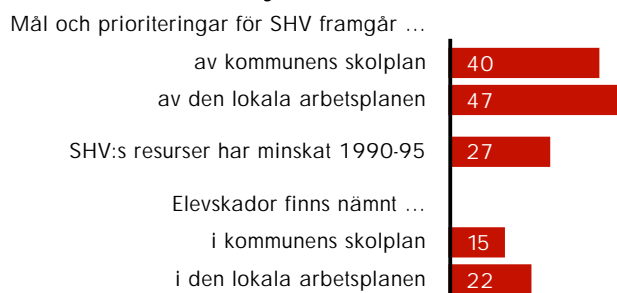 Mål och prioriteringar för SHV framgår ...
av kommunens skolplan 40
av den lokala arbetsplanen 47
SHV:s resurser har minskat 1990-95 27
Elevskador finns nämnt ...
i kommunens skolplan 15
i den lokala arbetsplanen 22